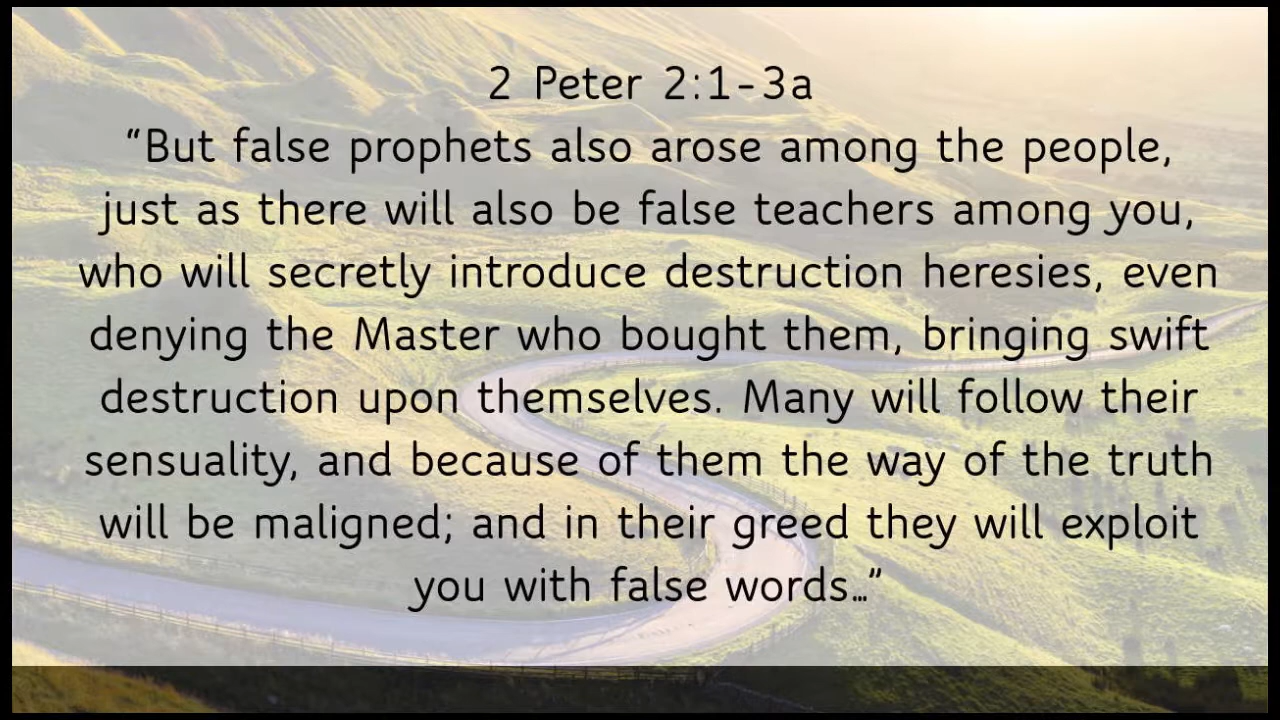 2 Peter 2:1-3a
“But false prophets also arose among the people,
just as there will also be false teachers among you,
who will secretly introduce destruction heresies, even
denying the Master who bought them, bringing swift
destruction upon themselves. Many will follow their
sensuality, and because of them the way of the truth
will be maligned; and in their greed they will exploit
you with false words…”